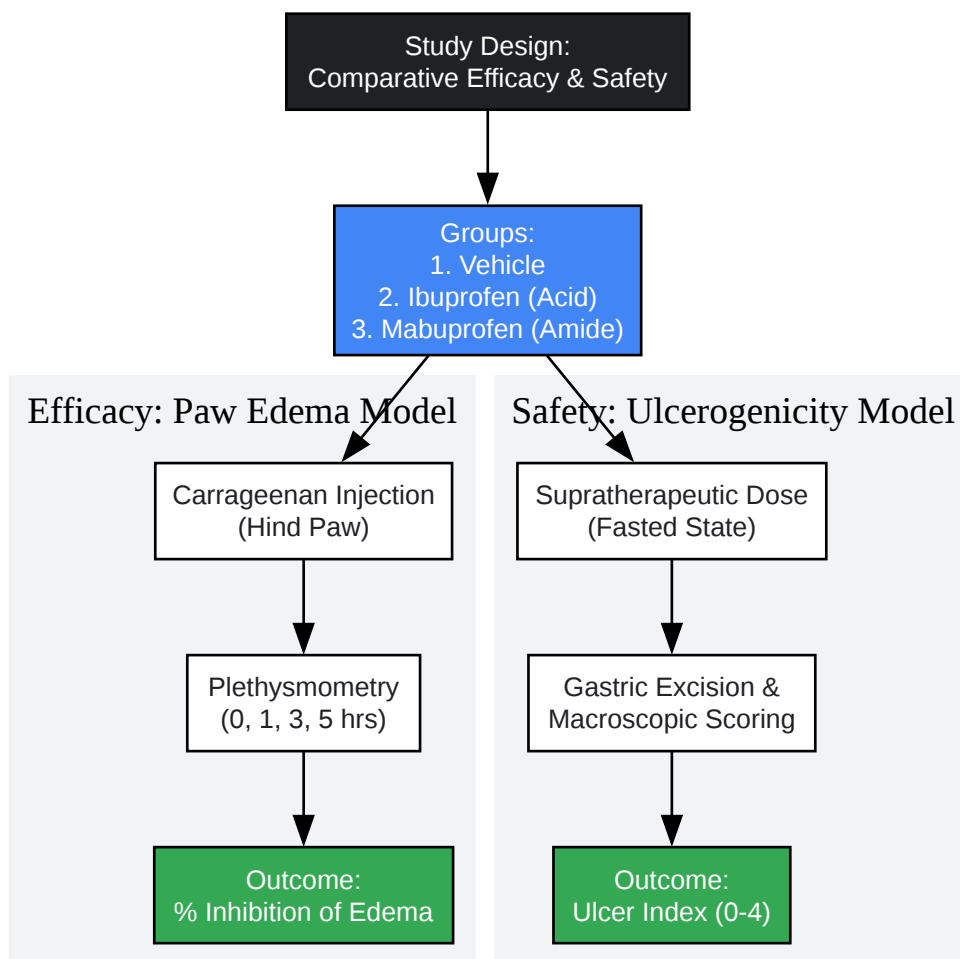 Study Design:
Comparative Efficacy & Safety
Groups:
1. Vehicle
2. Ibuprofen (Acid)
3. Mabuprofen (Amide)
Efficacy: Paw Edema Model
Carrageenan Injection
(Hind Paw)
Plethysmometry
(0, 1, 3, 5 hrs)
Outcome:
% Inhibition of Edema
Safety: Ulcerogenicity Model
Supratherapeutic Dose
(Fasted State)
Gastric Excision &
Macroscopic Scoring
Outcome:
Ulcer Index (0-4)